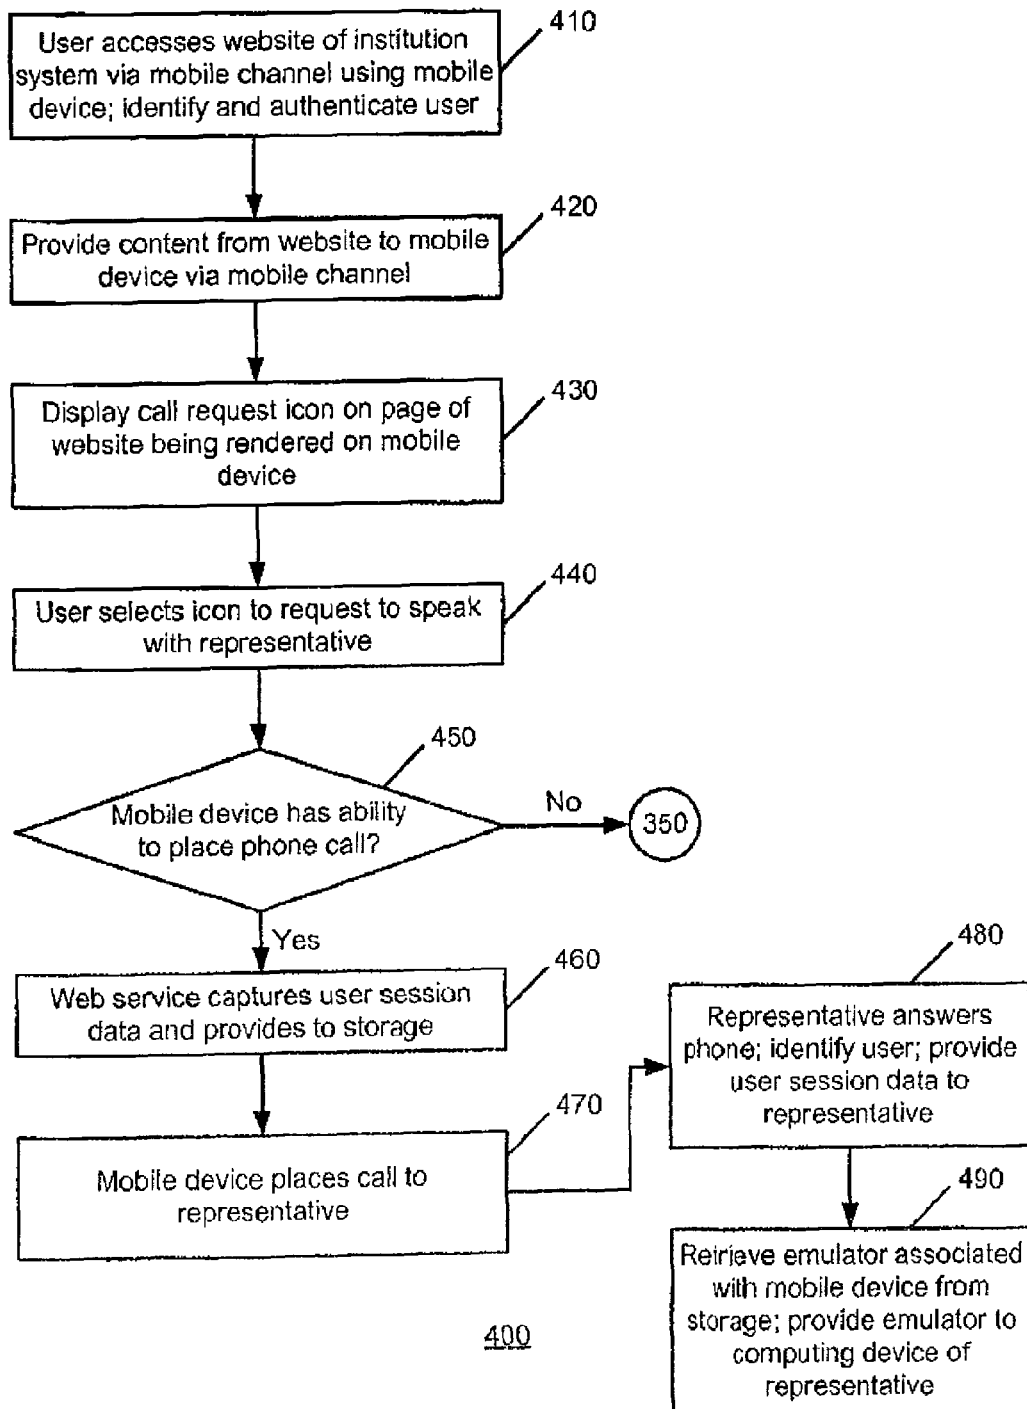 410
User accesses website of institution
system via mobile channel using mobile
device; identify and authenticate user
420
Provide content from website to mobile
device via mobile channel
430
Display call request icon on page of
website being rendered on mobile
device
440
User selects icon to request to speak
with representative
450
Mobile device has ability
to place phone call?
No
350
Yes
460
Web service captures user session
data and provides to storage
470
Mobile device places call to
representative
480
Representative answers
phone; identify user; provide
user session data to
representative
490
Retrieve emulator associated
with mobile device from
storage; provide emulator to
computing device of
representative
400